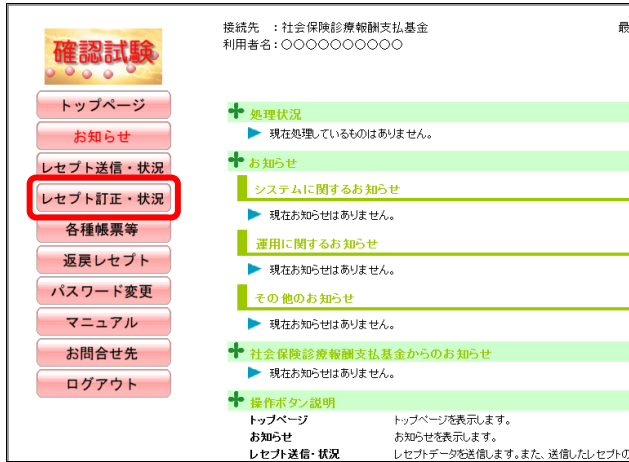 接続先 ：社会保険診療報酬支払基金
最
利用者名：○○○○○○○○○○
確認試験
トップページ
お知らせ
レセプト送信・状況
レセプト訂正・状況
各種帳票等
返戻レセプト
パスワード変更
マニュアル
お問合せ先
ログアウト
処理状況
現在処理しているものはありません。
お知らせ
システムに関するお知らせ
現在お知らせはありません。
運用に関するお知らせ
現在お知らせはありません。
その他のお知らせ
現在お知らせはありません。
社会保険診療報酬支払基金からのお知らせ
現在お知らせはありません。
操作ボタン説明
トップページ トップページを表示します。
お知らせ お知らせを表示します。
レセプト送信・状況 レセプトデータを送信します。また、送信したレセプトの